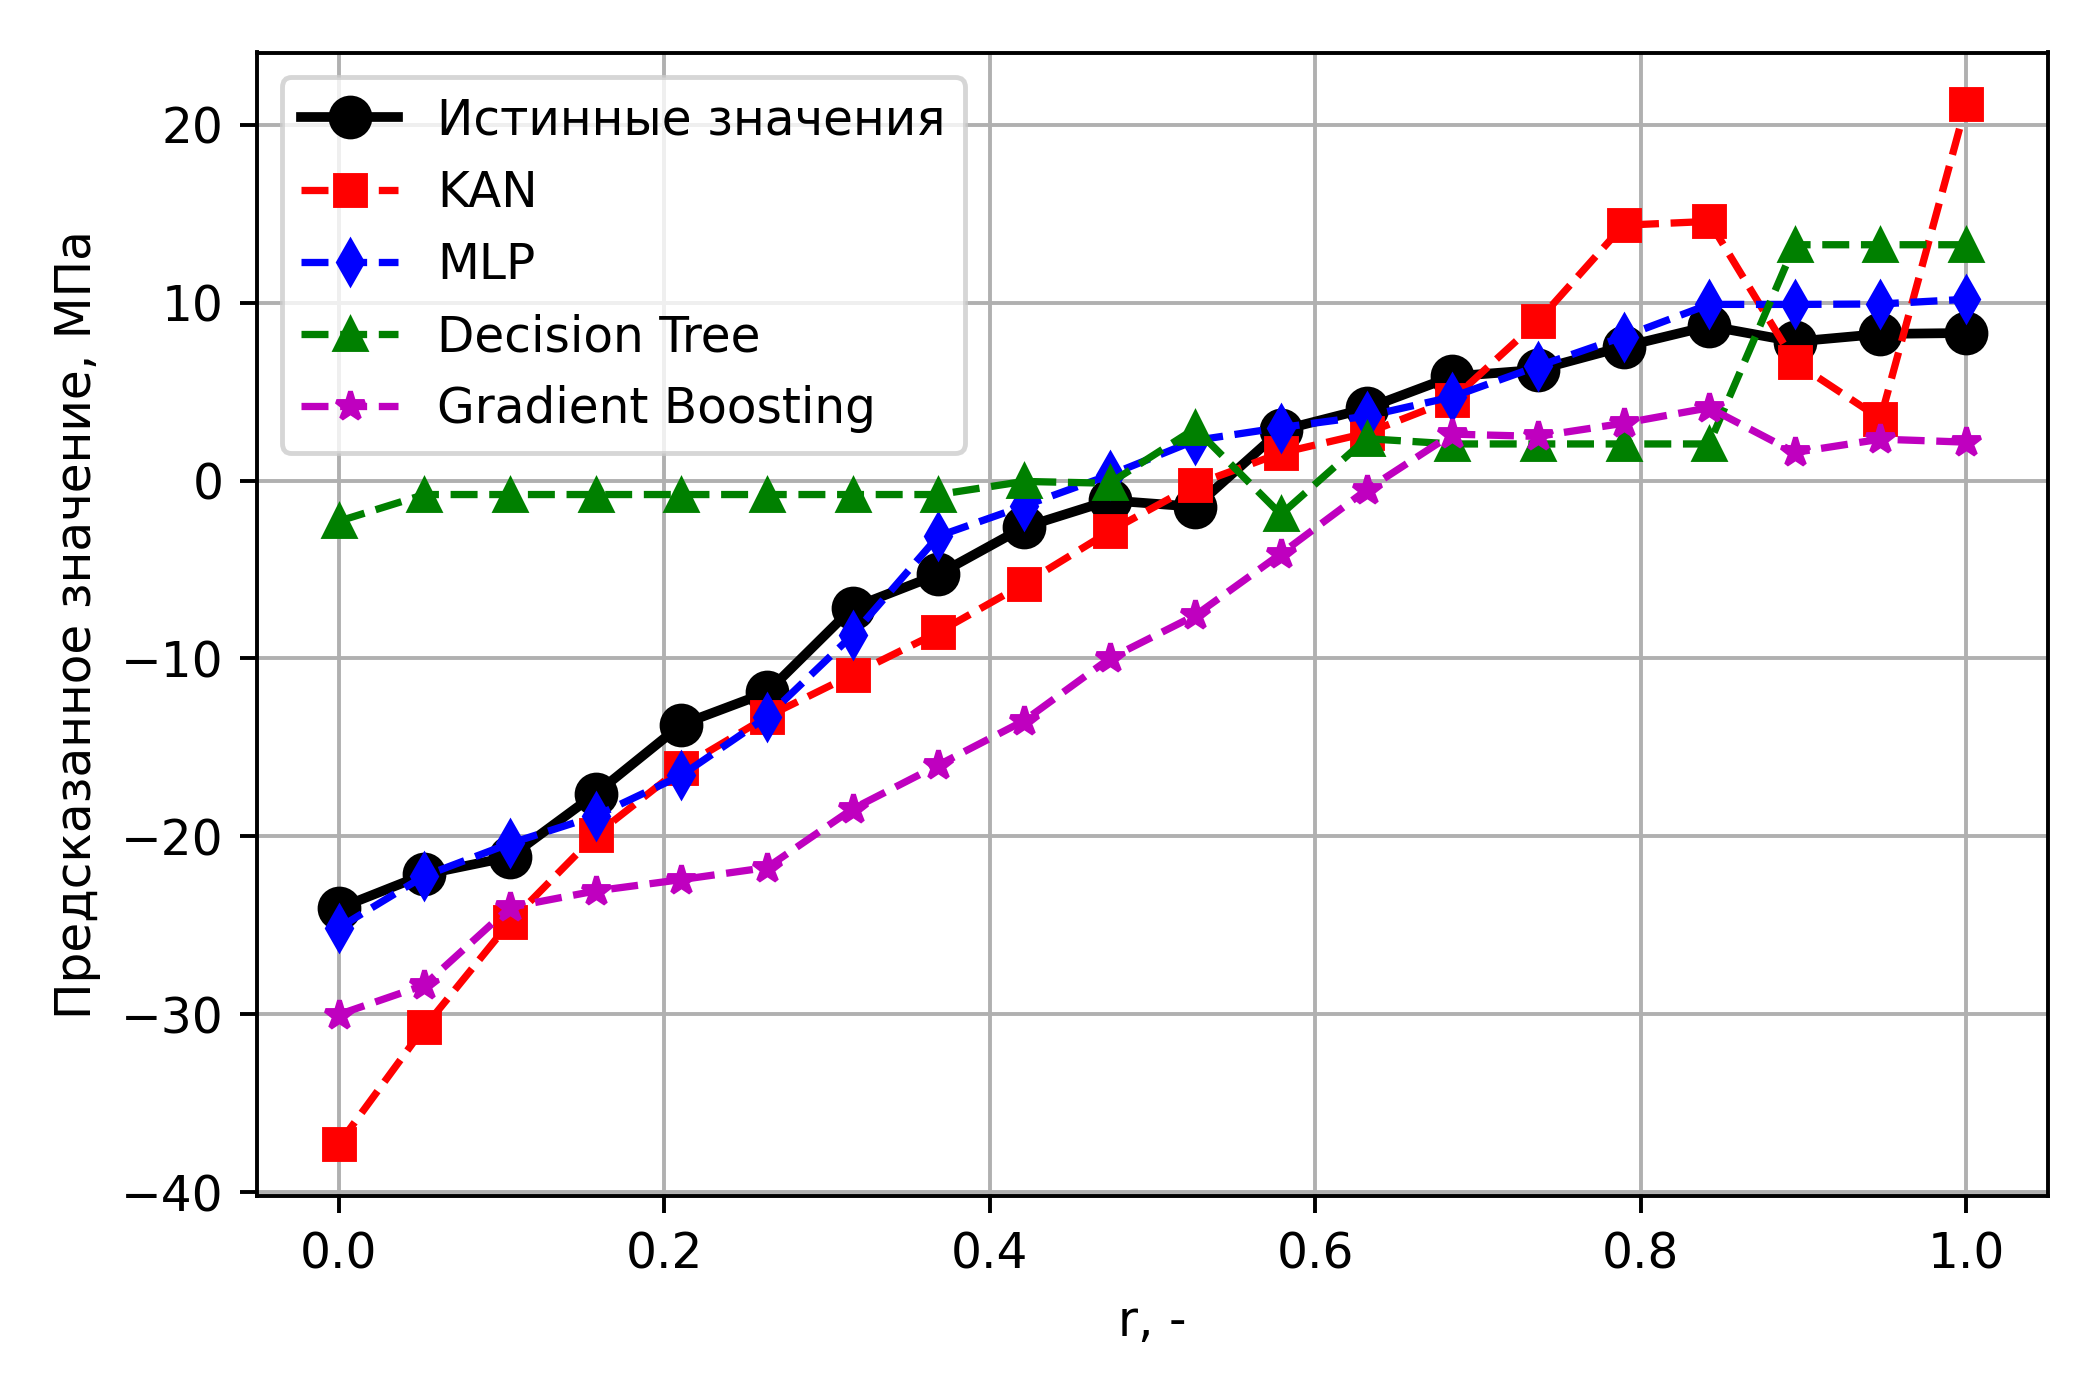 Истинные значения
KAN
MLP
Decision Tree
Gradient Boosting
Предсказанное значение, МПа
20
10
0
−10
−20
−30
−40
0.0 0.2 0.4 0.6 0.8 1.0
r, -